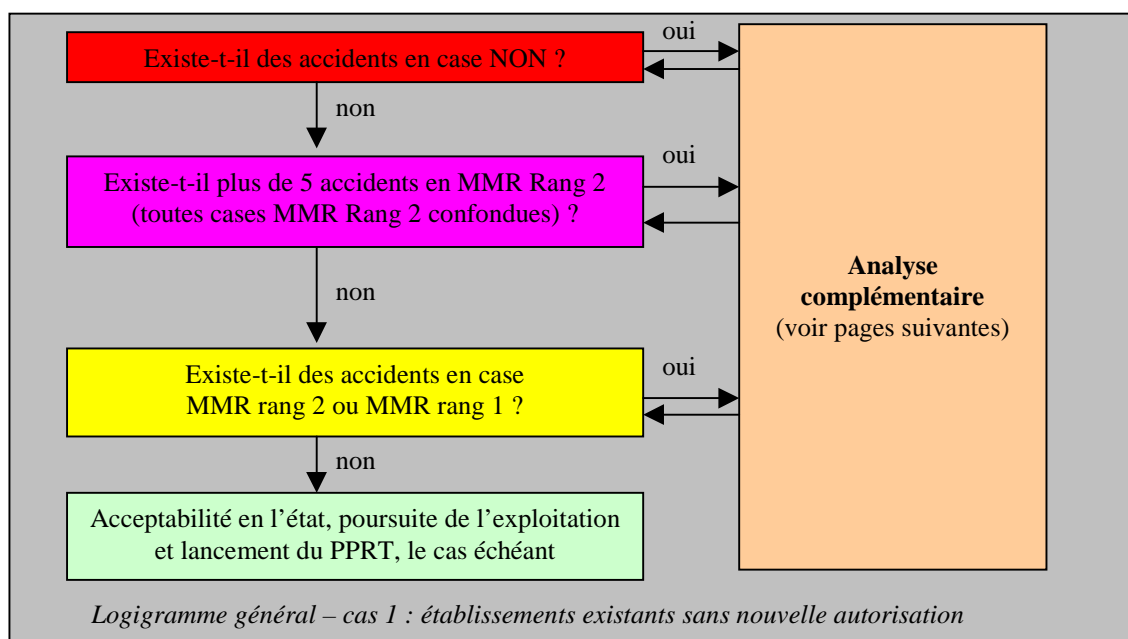 Existe-t-il des accidents en case NON ?
oui
non
Existe-t-il plus de 5 accidents en MMR Rang 2
(toutes cases MMR Rang 2 confondues) ?
oui
non
Existe-t-il des accidents en case
MMR rang 2 ou MMR rang 1 ?
oui
non
Acceptabilité en l’état, poursuite de l’exploitation
et lancement du PPRT, le cas échéant
Analyse
complémentaire
(voir pages suivantes)
Logigramme général – cas 1 : établissements existants sans nouvelle autorisation